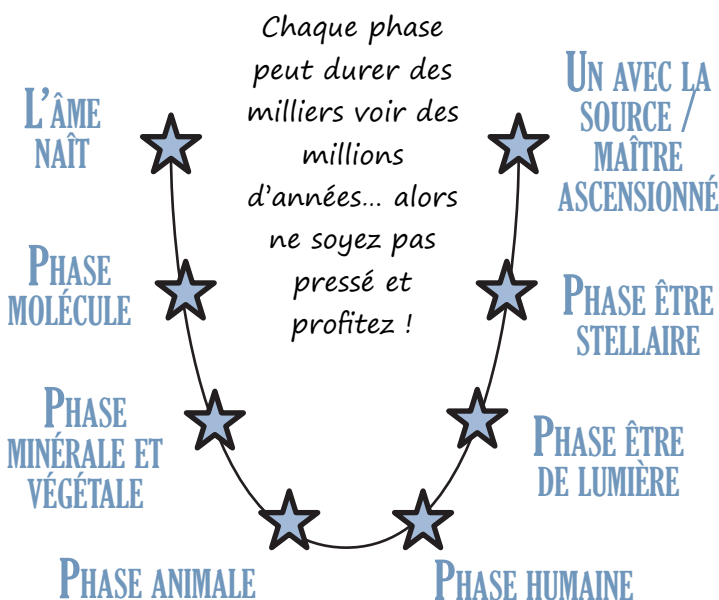 Chaque phase
peut durer des
milliers voir des
millions
d'années... alors
ne soyez pas
pressé et
profitez !
L'âme
naît
Phase
molécule
Phase
minérale et
végétale
Phase animale
Phase humaine
Phase être
de lumière
Phase être
stellaire
Un avec la
source /
maître
ascensionné